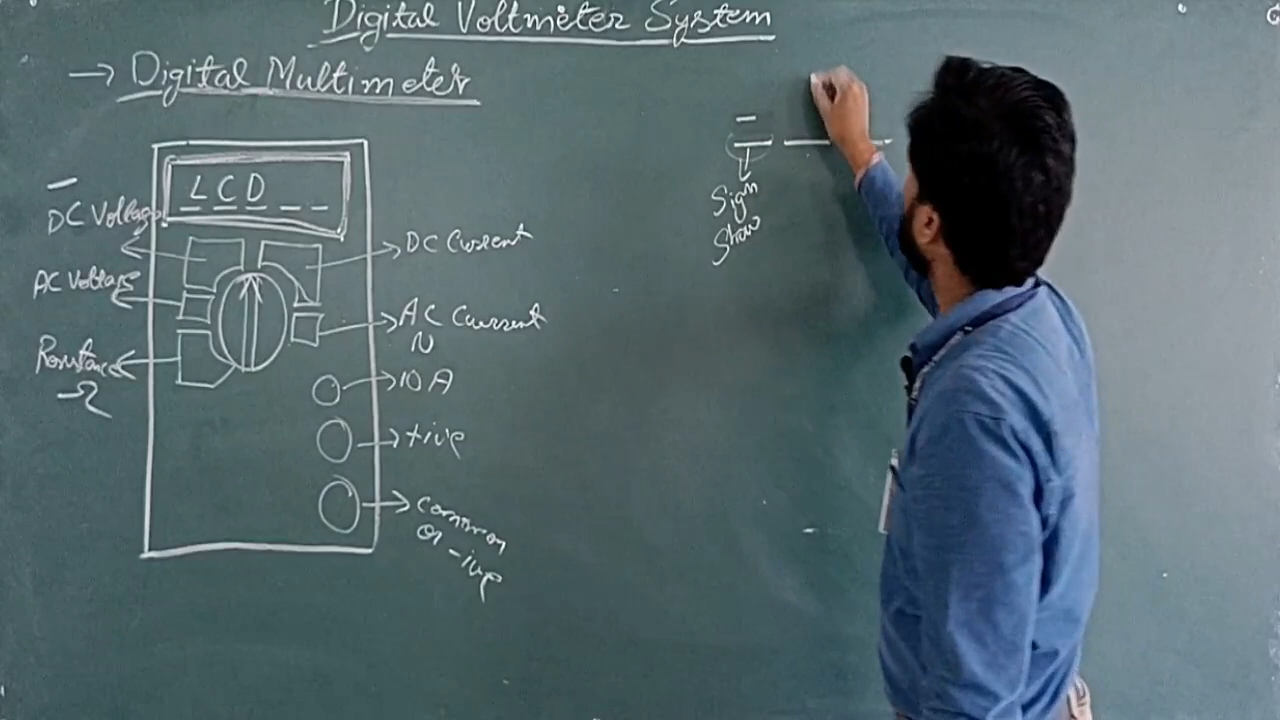 Digital Voltmeter System
→ Digital Multimeter
LCD
DC Voltage
AC Voltage
Resistance
Ω
DC Current
AC Current
~
10 A
+ive
Common
or -ive
–
Sign
Show